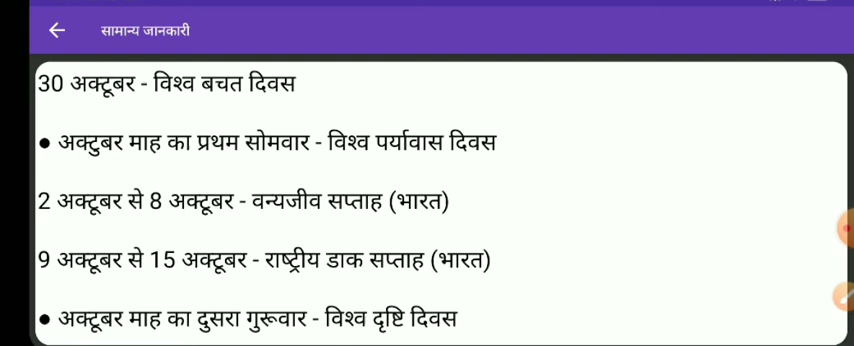 सामान्य जानकारी
30 अक्टूबर - विश्व बचत दिवस
● अक्टुबर माह का प्रथम सोमवार - विश्व पर्यावास दिवस
2 अक्टूबर से 8 अक्टूबर - वन्यजीव सप्ताह (भारत)
9 अक्टूबर से 15 अक्टूबर - राष्ट्रीय डाक सप्ताह (भारत)
● अक्टूबर माह का दुसरा गुरूवार - विश्व दृष्टि दिवस